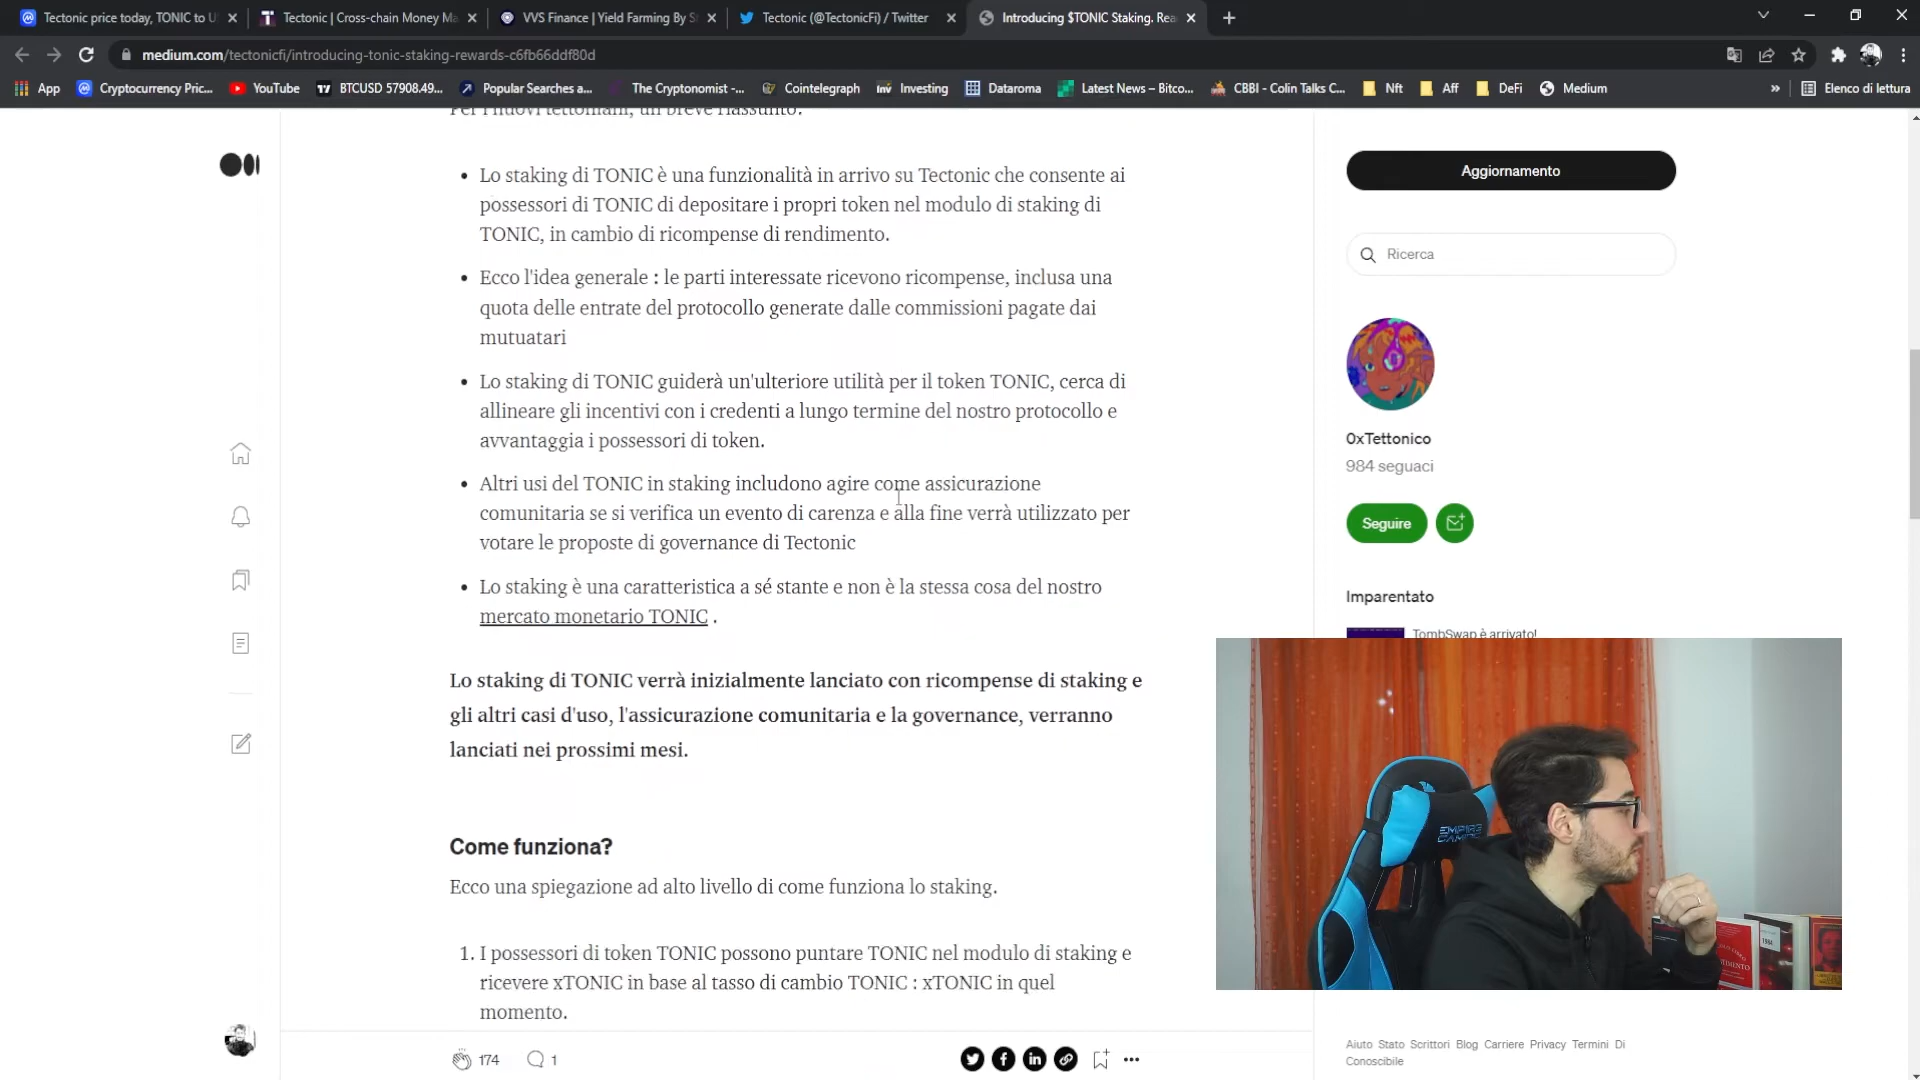 Tectonic price today, TONIC to U
Tectonic | Cross-chain Money Ma
VVS Finance | Yield Farming By S
Tectonic (@TectonicFi) / Twitter
Introducing $TONIC Staking. Rea
medium.com/tectonicfi/introducing-tonic-staking-rewards-c6fb66ddf80d
App
Cryptocurrency Pric...
YouTube
BTCUSD 57908.49...
Popular Searches a...
The Cryptonomist -...
Cointelegraph
Investing
Dataroma
Latest News – Bitco...
CBBI - Colin Talks C...
Nft
Aff
DeFi
Medium
»
Elenco di lettura
Per i nuovi tettoniani, un breve riassunto:
• Lo staking di TONIC è una funzionalità in arrivo su Tectonic che consente ai
possessori di TONIC di depositare i propri token nel modulo di staking di
TONIC, in cambio di ricompense di rendimento.
• Ecco l'idea generale : le parti interessate ricevono ricompense, inclusa una
quota delle entrate del protocollo generate dalle commissioni pagate dai
mutuatari
• Lo staking di TONIC guiderà un'ulteriore utilità per il token TONIC, cerca di
allineare gli incentivi con i credenti a lungo termine del nostro protocollo e
avvantaggia i possessori di token.
• Altri usi del TONIC in staking includono agire come assicurazione
comunitaria se si verifica un evento di carenza e alla fine verrà utilizzato per
votare le proposte di governance di Tectonic
• Lo staking è una caratteristica a sé stante e non è la stessa cosa del nostro
mercato monetario TONIC .
Lo staking di TONIC verrà inizialmente lanciato con ricompense di staking e
gli altri casi d'uso, l'assicurazione comunitaria e la governance, verranno
lanciati nei prossimi mesi.
Come funziona?
Ecco una spiegazione ad alto livello di come funziona lo staking.
1. I possessori di token TONIC possono puntare TONIC nel modulo di staking e
ricevere xTONIC in base al tasso di cambio TONIC : xTONIC in quel
momento.
174
1
Aggiornamento
Ricerca
0xTettonico
984 seguaci
Seguire
Imparentato
TombSwap è arrivato!
EMPIRE
GAMING
1984
Aiuto Stato Scrittori Blog Carriere Privacy Termini Di
Conoscibile